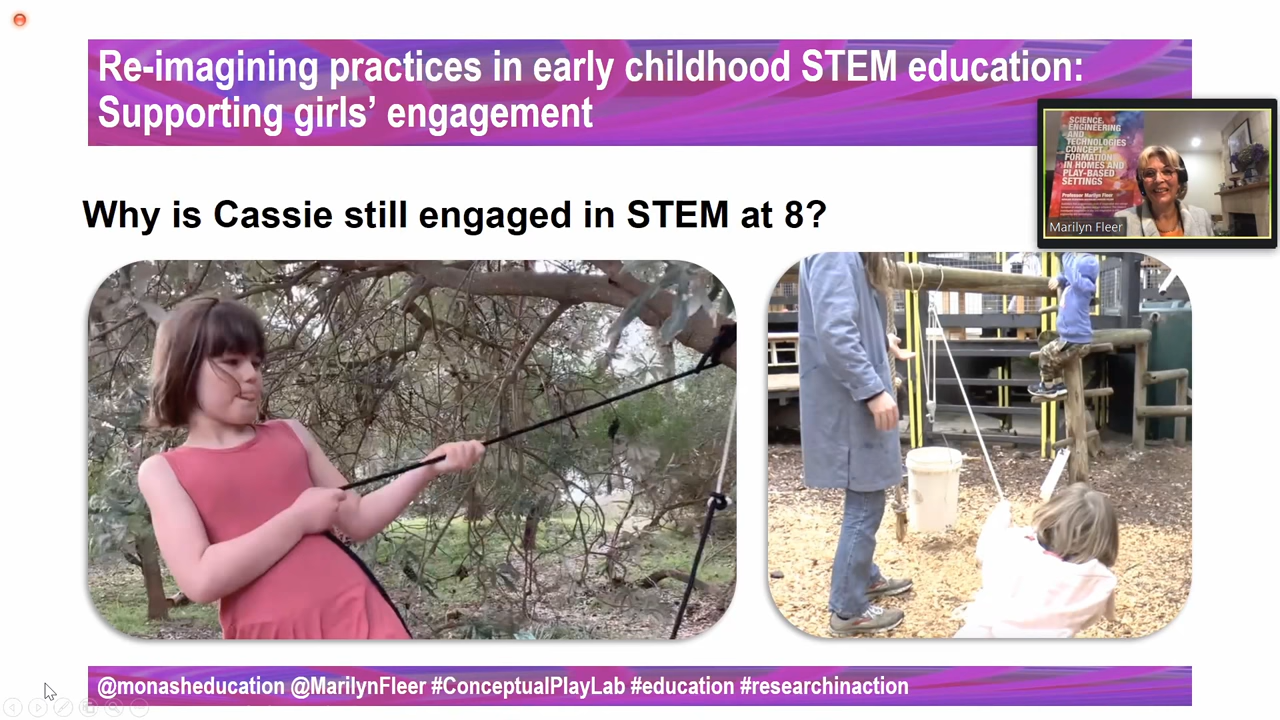 Re-imagining practices in early childhood STEM education:
Supporting girls' engagement
SCIENCE,
ENGINEERING
AND
TECHNOLOGIES
CONCEPT
FORMATION
IN HOMES AND
PLAY-BASED
SETTINGS
Professor Marilyn Fleer
Marilyn Fleer
Why is Cassie still engaged in STEM at 8?
@monasheducation @MarilynFleer #ConceptualPlayLab #education #researchinaction